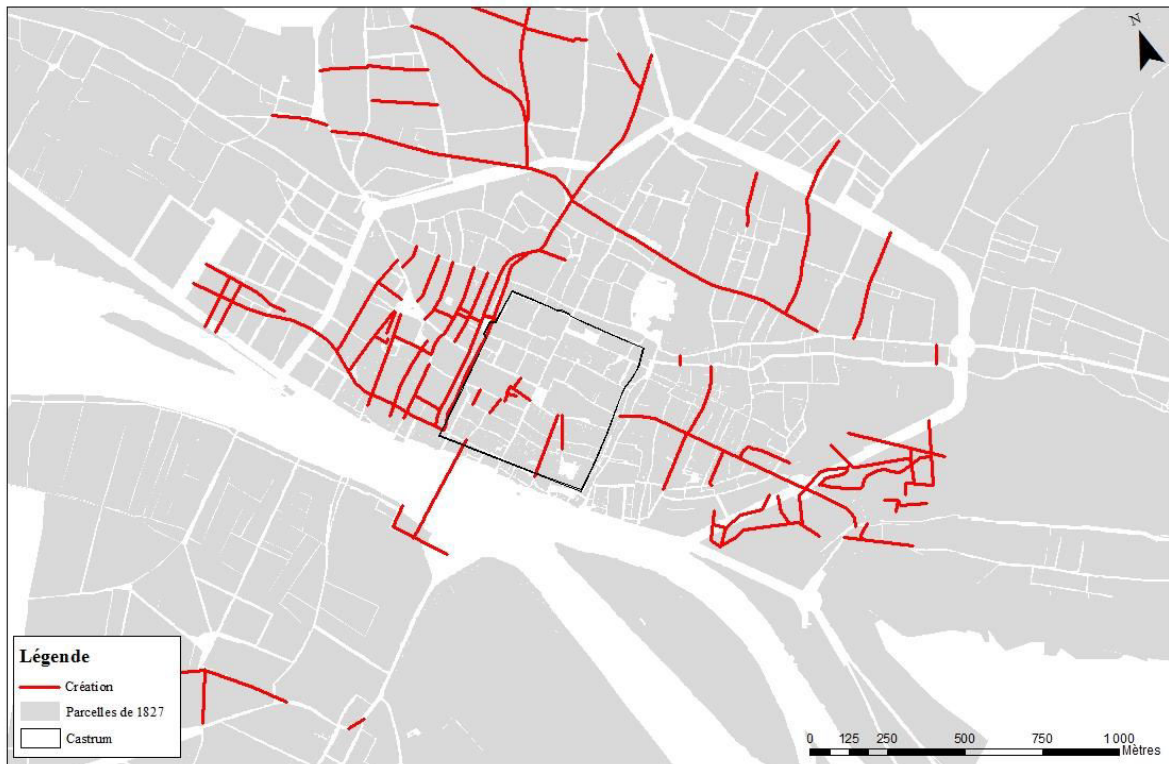 N
Légende
Création
Parcelles de 1827
Castrum
0 125 250 500 750 1 000
Mètres